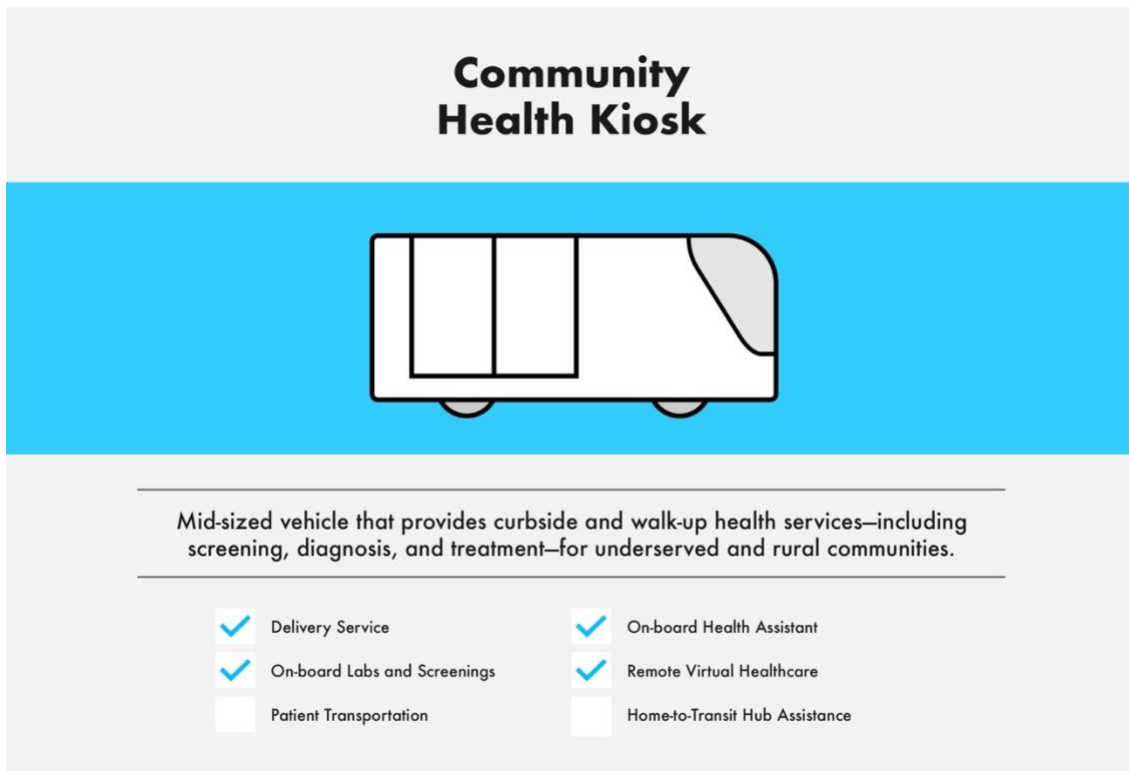 Community
Health Kiosk
Mid-sized vehicle that provides curbside and walk-up health services—including
screening, diagnosis, and treatment—for underserved and rural communities.
Delivery Service
On-board Labs and Screenings
Patient Transportation
On-board Health Assistant
Remote Virtual Healthcare
Home-to-Transit Hub Assistance